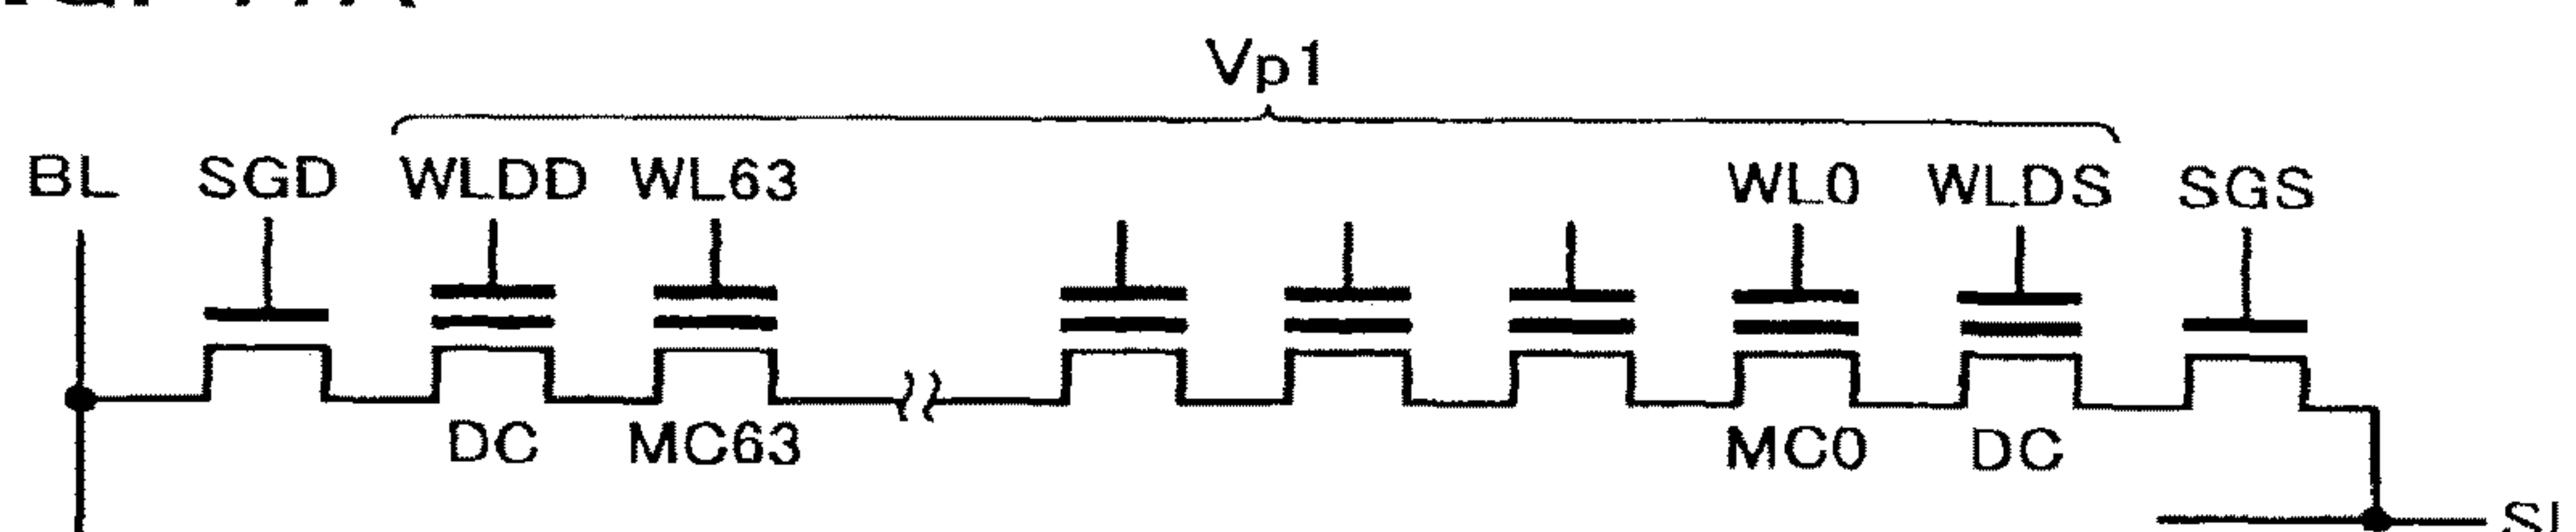 Vp1
BL SGD WLDD WL63 WL0 WLDS SGS
DC MC63 MC0 DC